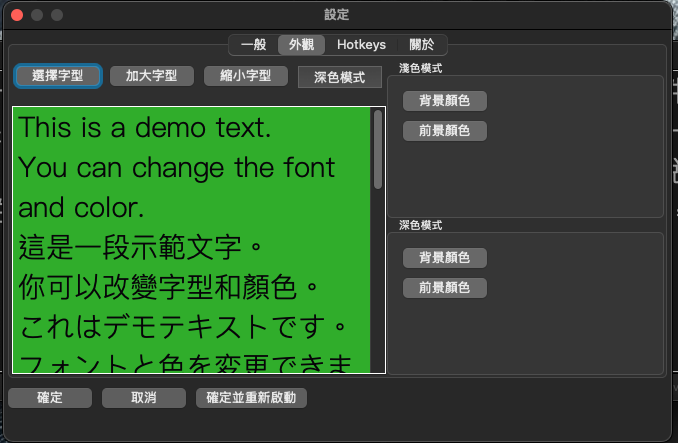 設定
一般 外觀 Hotkeys 關於
選擇字型 加大字型 縮小字型 深色模式
This is a demo text.
You can change the font
and color.
這是一段示範文字。
你可以改變字型和顏色。
これはデモテキストです。
フォントと色を変更できま
淺色模式
背景顏色
前景顏色
深色模式
背景顏色
前景顏色
確定 取消 確定並重新啟動